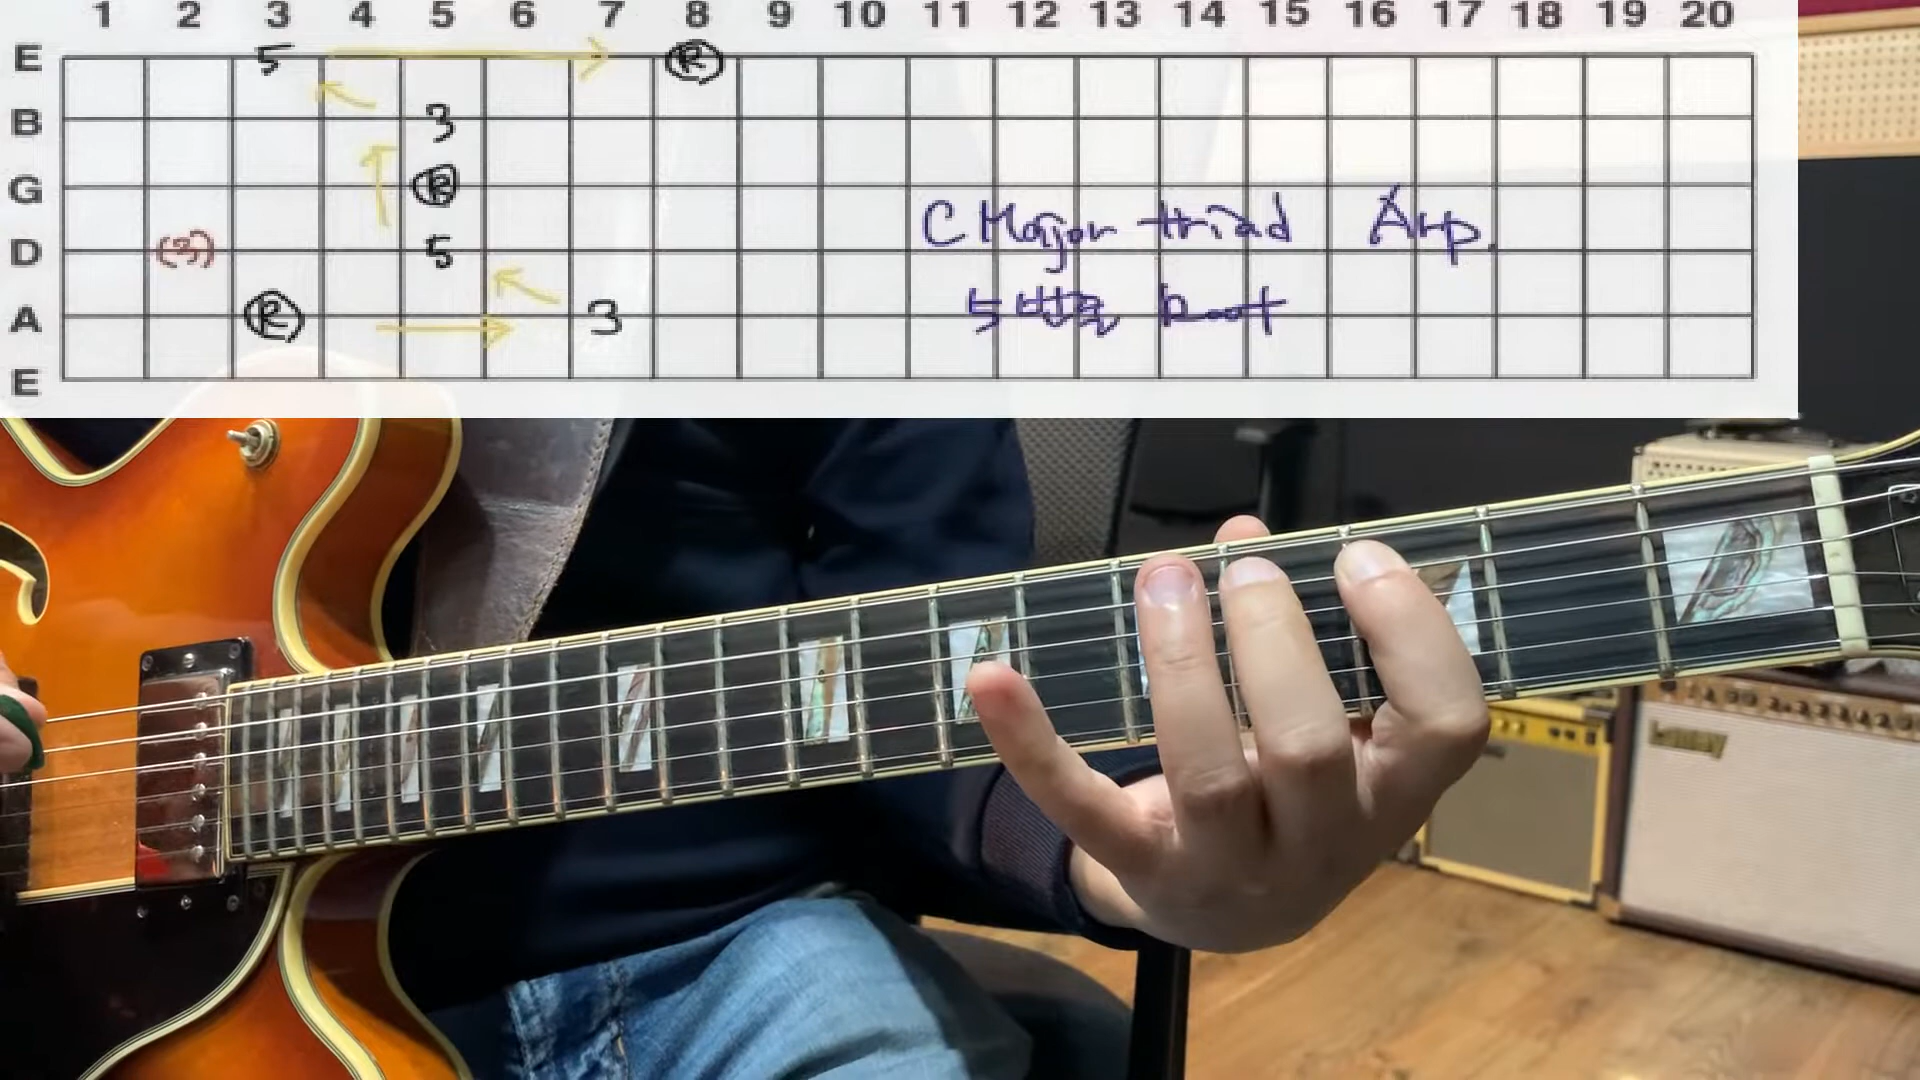 1 2 3 4 5 6 7 8 9 10 11 12 13 14 15 16 17 18 19 20
E 5 R
B 3
G R
D (3) 5
A R 3
E
C Major triad Arp.
5번줄 Root
Laney